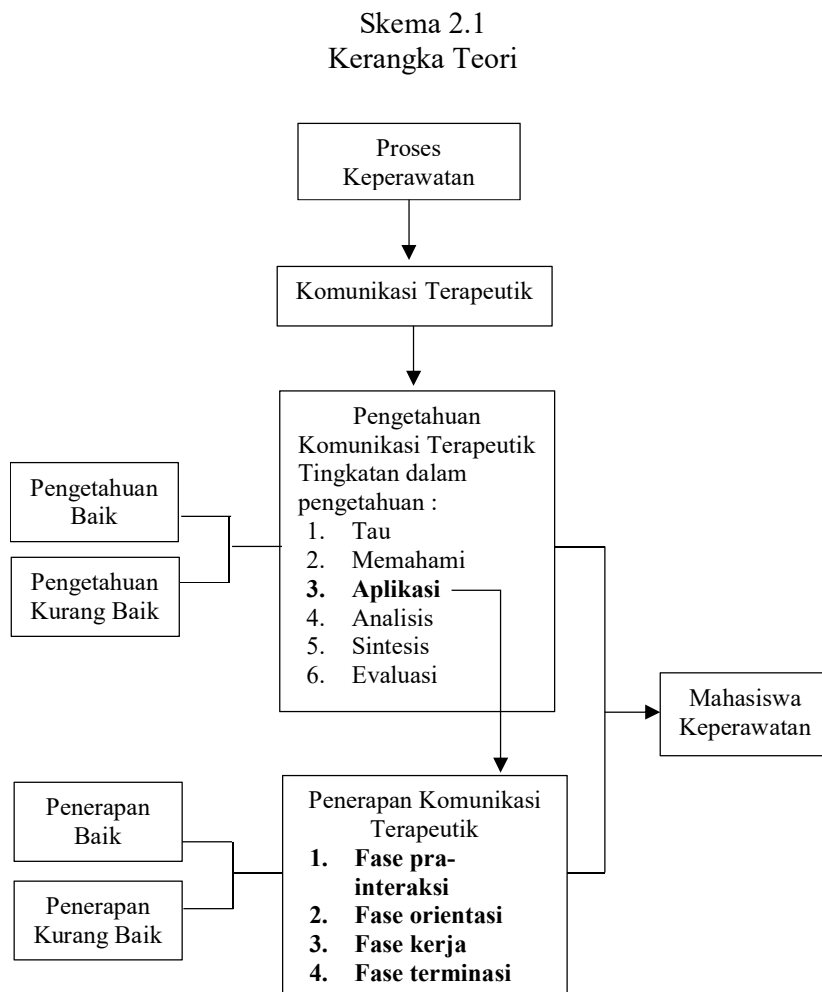 Skema 2.1
Kerangka Teori
Proses
Keperawatan
Komunikasi Terapeutik
Pengetahuan
Komunikasi Terapeutik
Tingkatan dalam
pengetahuan :
1. Tau
2. Memahami
3. Aplikasi
4. Analisis
5. Sintesis
6. Evaluasi
Pengetahuan
Baik
Pengetahuan
Kurang Baik
Mahasiswa
Keperawatan
Penerapan Komunikasi
Terapeutik
1. Fase pra-
interaksi
2. Fase orientasi
3. Fase kerja
4. Fase terminasi
Penerapan
Baik
Penerapan
Kurang Baik